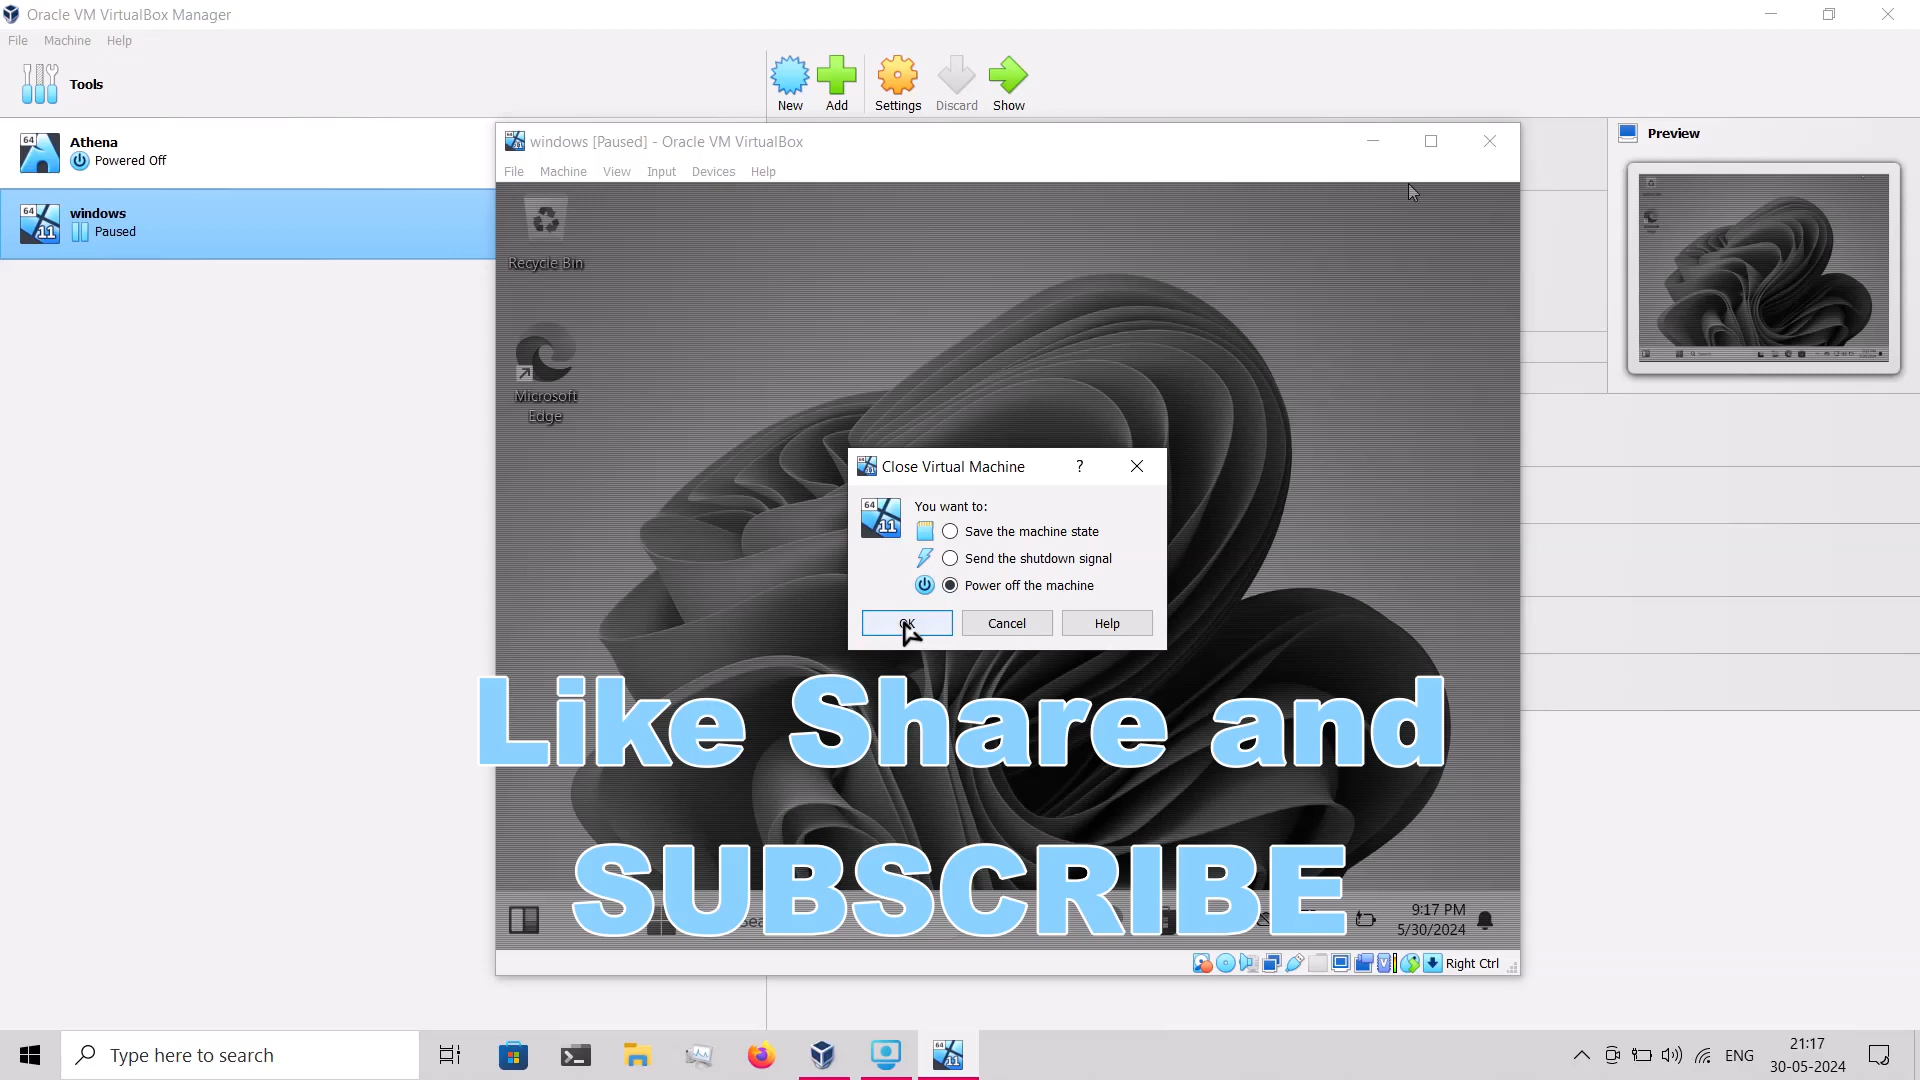 Oracle VM VirtualBox Manager
File Machine Help
Tools
New Add Settings Discard Show
Athena
Powered Off
windows
Paused
windows [Paused] - Oracle VM VirtualBox
File Machine View Input Devices Help
Preview
Recycle Bin
Microsoft
Edge
Close Virtual Machine
You want to:
Save the machine state
Send the shutdown signal
Power off the machine
OK Cancel Help
Like Share and
SUBSCRIBE
9:17 PM
5/30/2024
Right Ctrl
Type here to search
ENG
21:17
30-05-2024